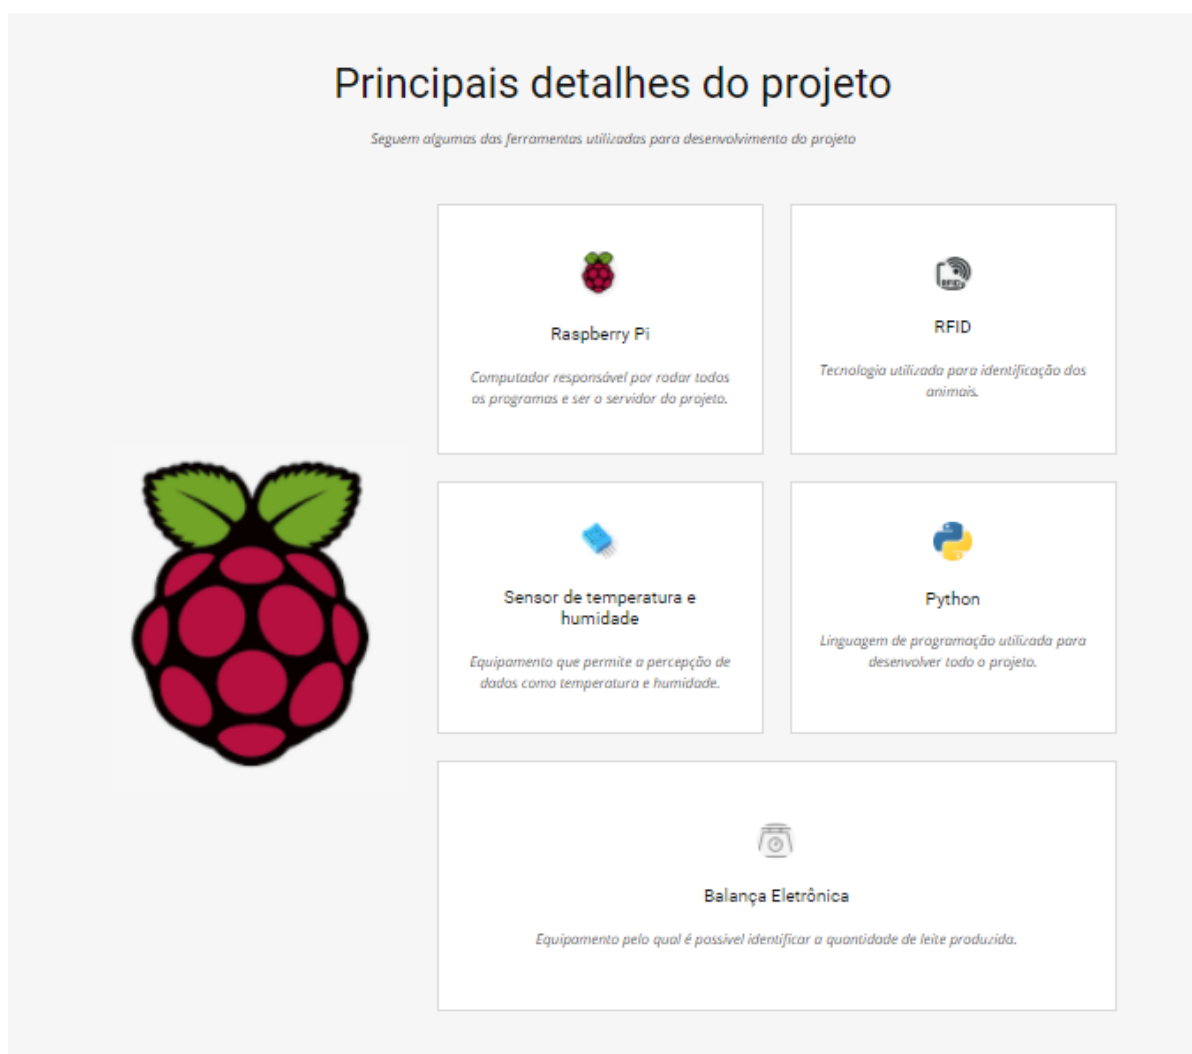 Principais detalhes do projeto
Seguem algumas das ferramentas utilizadas para desenvolvimento do projeto
Raspberry Pi
Computador responsável por rodar todos
os programas e ser o servidor do projeto.
RFID
RFID
Tecnologia utilizada para identificação dos
animais.
Sensor de temperatura e
humidade
Equipamento que permite a percepção de
dados como temperatura e humidade.
Python
Linguagem de programação utilizada para
desenvolver todo o projeto.
Balança Eletrônica
Equipamento pelo qual é possivel identificar a quantidade de leite produzida.